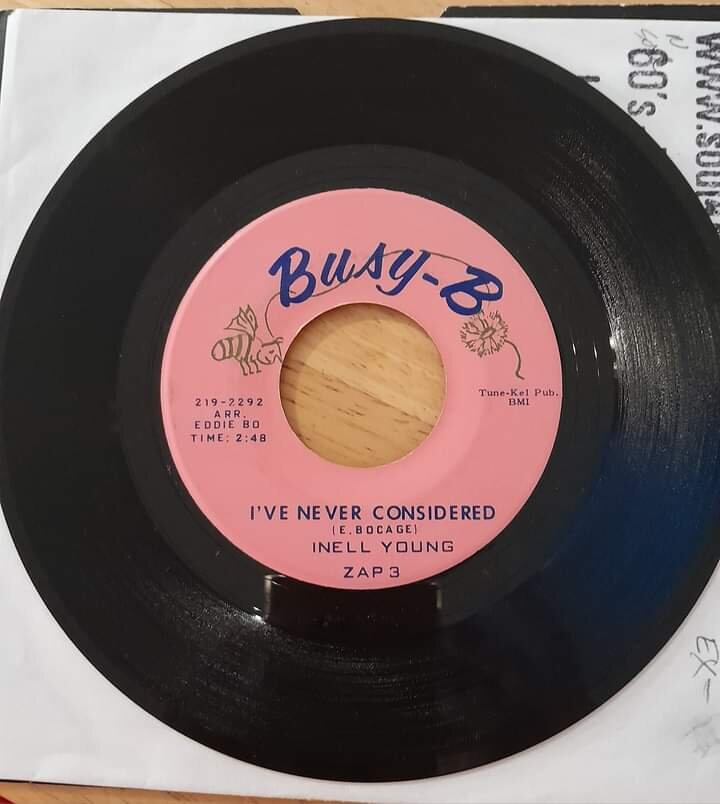 BUSY-B
219-2292
ARR.
EDDIE BO
TIME: 2:48
Tune-Kel Pub.
BMI
I'VE NEVER CONSIDERED
(E. BOCAGE)
INELL YOUNG
ZAP 3
60's
EX-